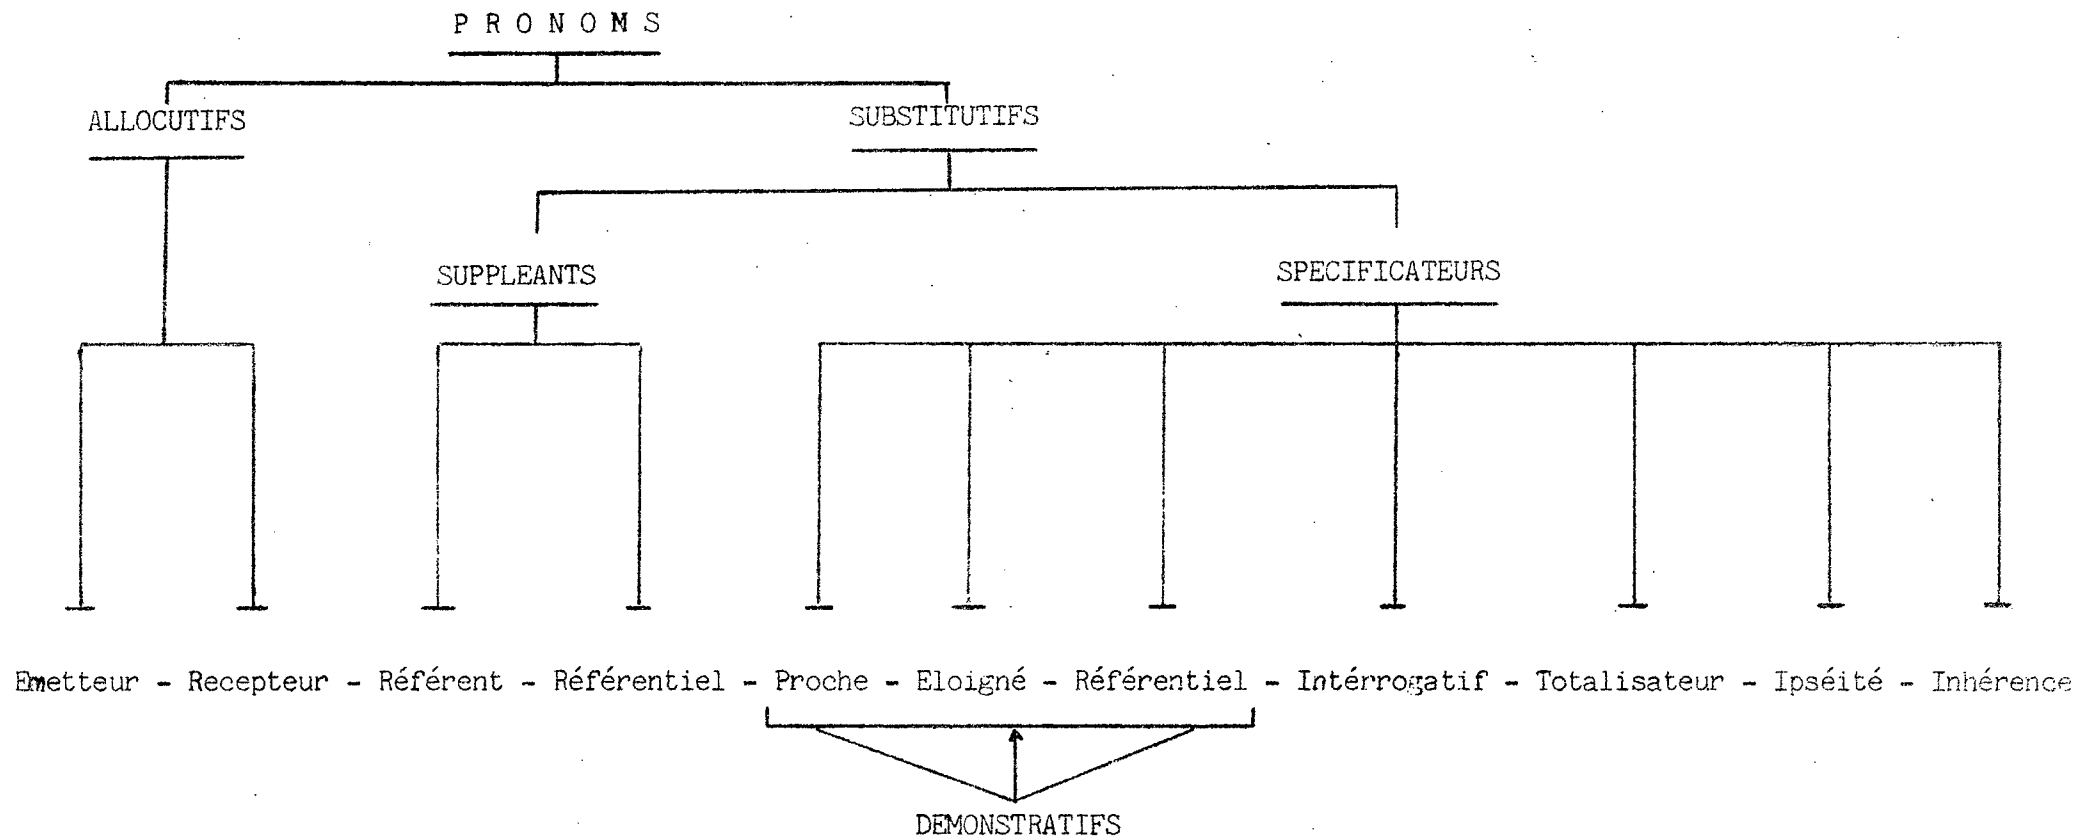 P R O N O M S
ALLOCUTIFS
SUBSTITUTIFS
SUPPLEANTS
SPECIFICATEURS
Emetteur - Recepteur - Référent - Référentiel - Proche - Eloigné - Référentiel - Intérrogatif - Totalisateur - Ipséité - Inhérence
DEMONSTRATIFS